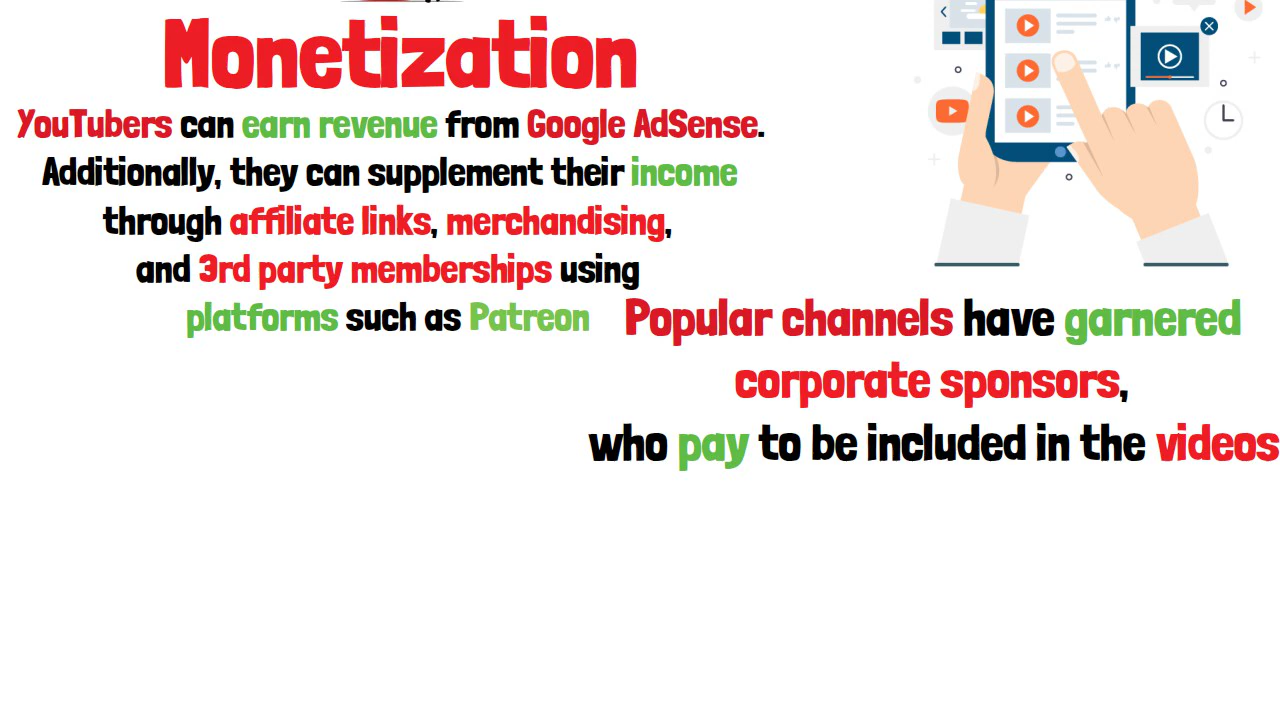 Monetization
YouTubers can earn revenue from Google AdSense.
Additionally, they can supplement their income
through affiliate links, merchandising,
and 3rd party memberships using
platforms such as Patreon
Popular channels have garnered
corporate sponsors,
who pay to be included in the videos